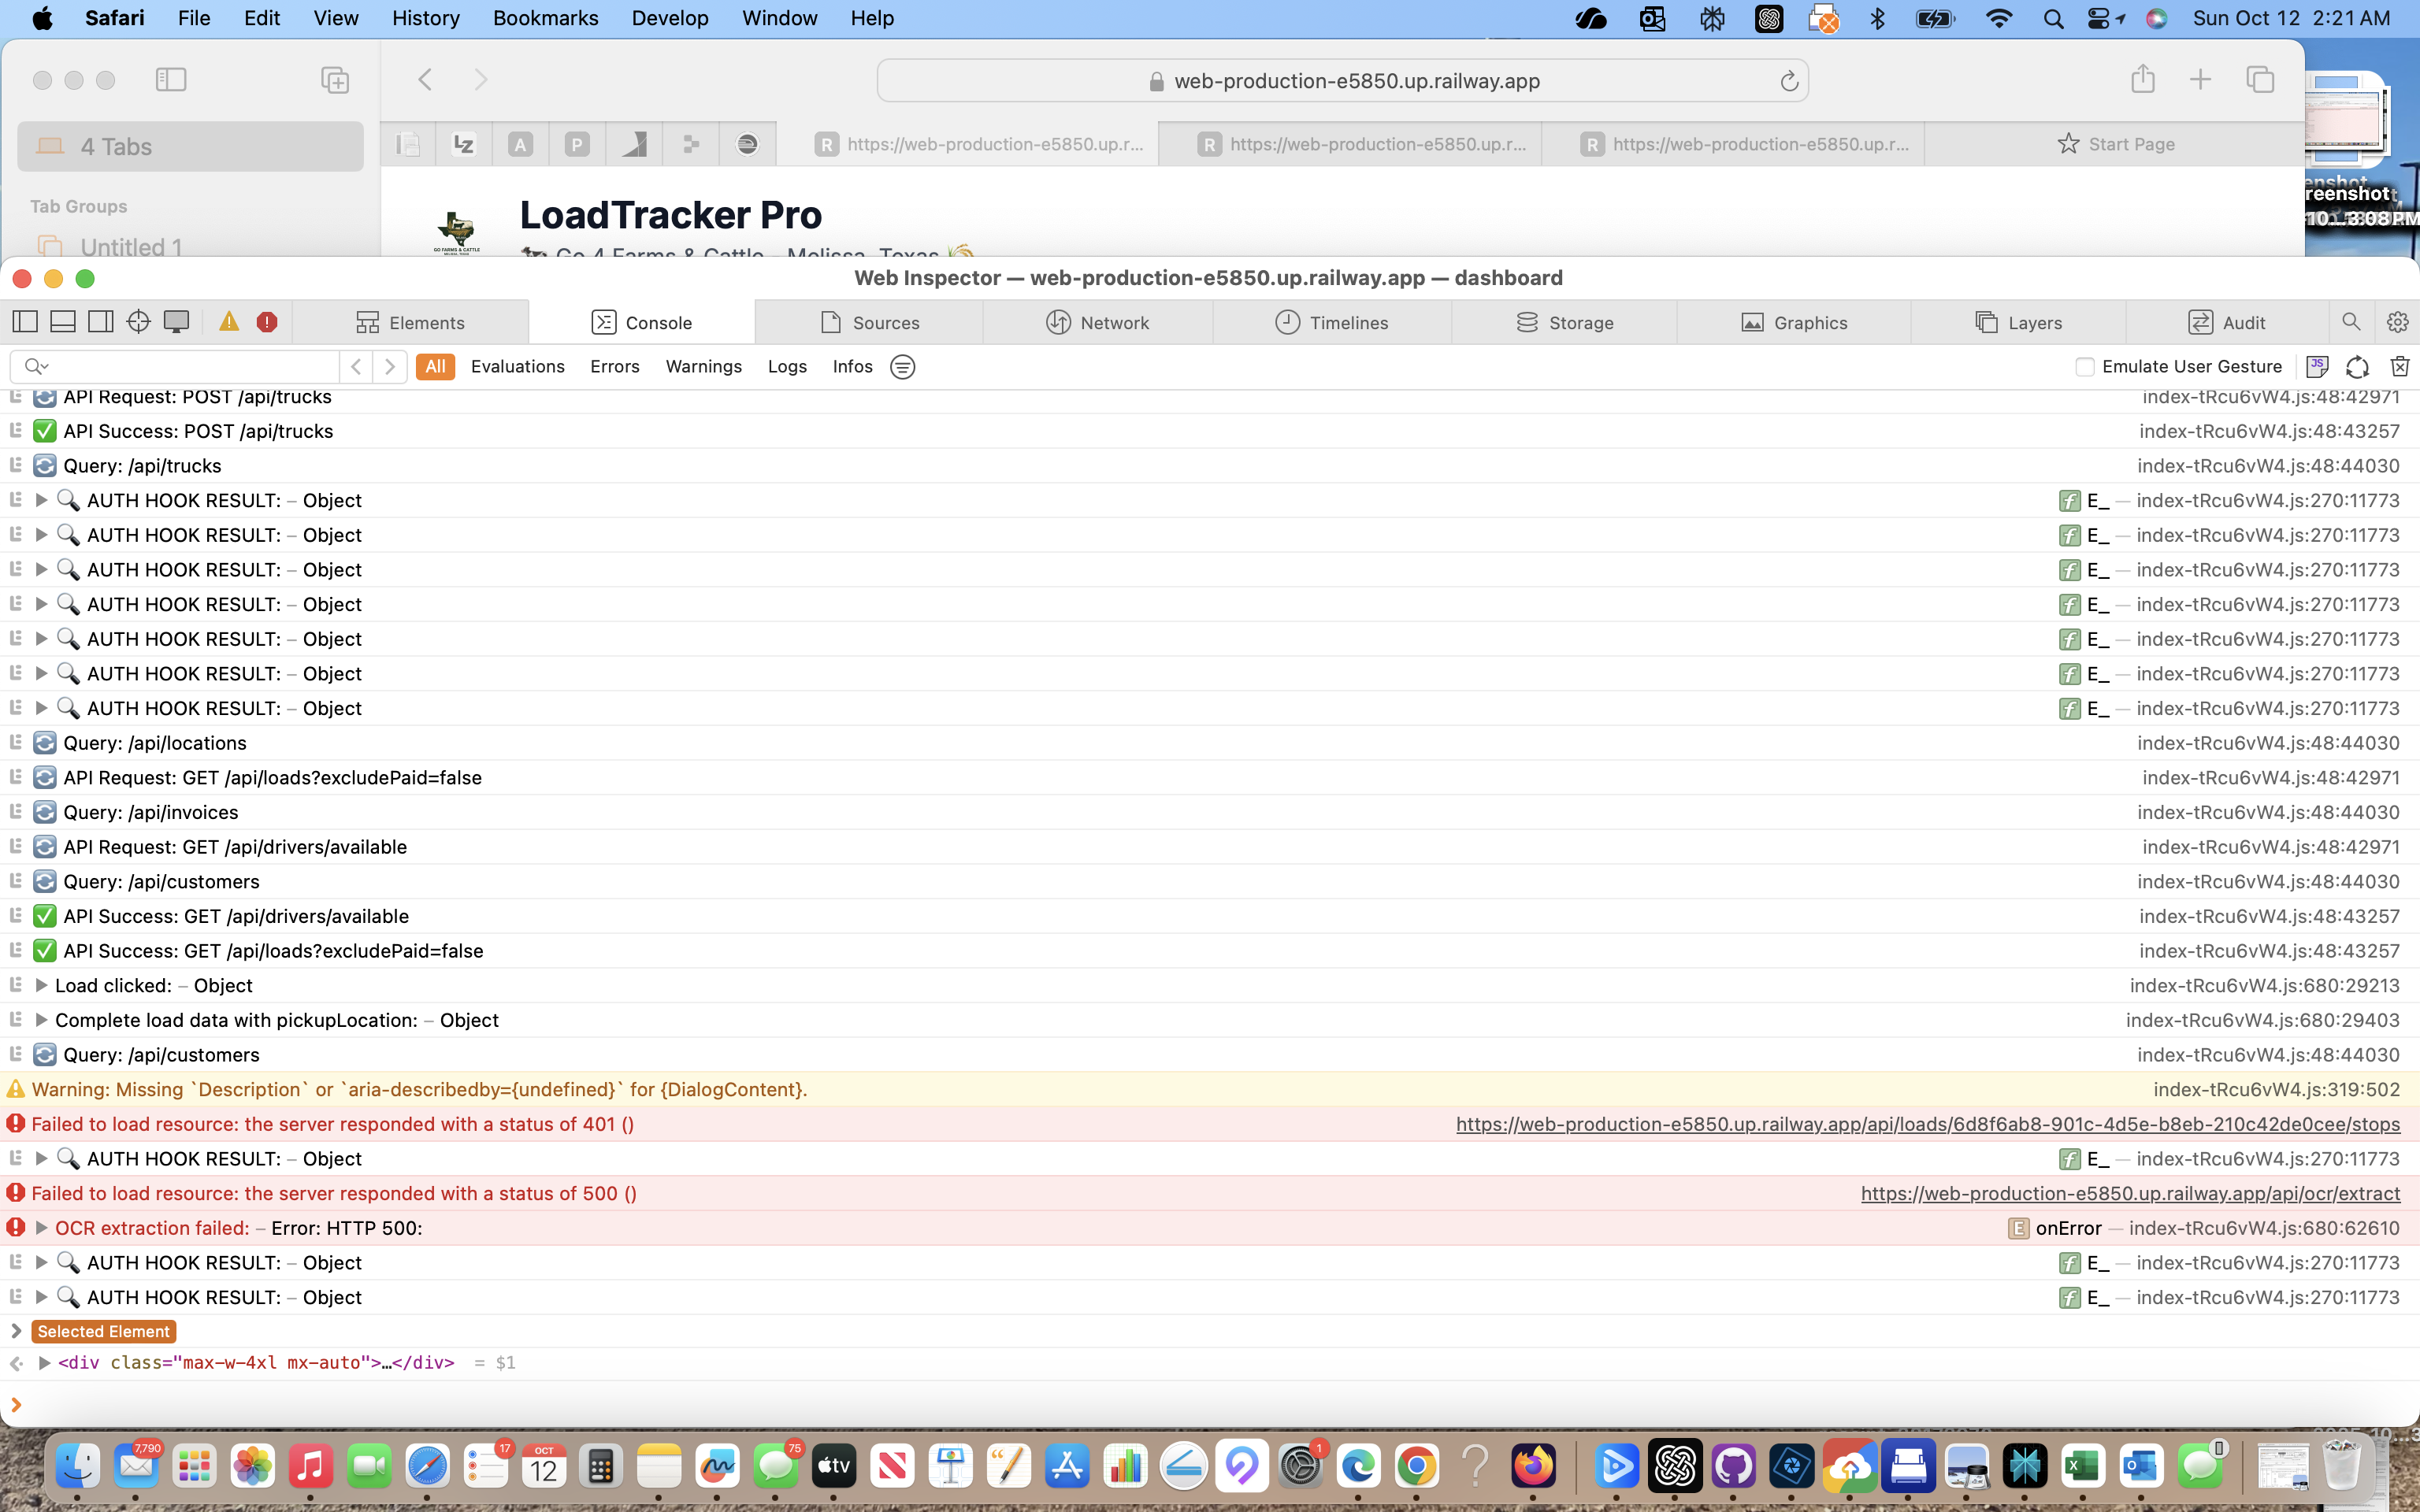 Safari File Edit View History Bookmarks Develop Window Help Sun Oct 12 2:21 AM
web-production-e5850.up.railway.app
4 Tabs
LZ A P R https://web-production-e5850.up.r... R https://web-production-e5850.up.r... R https://web-production-e5850.up.r... Start Page
Tab Groups
Untitled 1
LoadTracker Pro
Go 4 Farms & Cattle - Melissa, Texas
GO FARMS & CATTLE
reenshot
10...3:08 PM
Web Inspector — web-production-e5850.up.railway.app — dashboard
Elements Console Sources Network Timelines Storage Graphics Layers Audit
All Evaluations Errors Warnings Logs Infos Emulate User Gesture
API Request: POST /api/trucks index-tRcu6vW4.js:48:42971
API Success: POST /api/trucks index-tRcu6vW4.js:48:43257
Query: /api/trucks index-tRcu6vW4.js:48:44030
AUTH HOOK RESULT: – Object f E_ — index-tRcu6vW4.js:270:11773
AUTH HOOK RESULT: – Object f E_ — index-tRcu6vW4.js:270:11773
AUTH HOOK RESULT: – Object f E_ — index-tRcu6vW4.js:270:11773
AUTH HOOK RESULT: – Object f E_ — index-tRcu6vW4.js:270:11773
AUTH HOOK RESULT: – Object f E_ — index-tRcu6vW4.js:270:11773
AUTH HOOK RESULT: – Object f E_ — index-tRcu6vW4.js:270:11773
AUTH HOOK RESULT: – Object f E_ — index-tRcu6vW4.js:270:11773
Query: /api/locations index-tRcu6vW4.js:48:44030
API Request: GET /api/loads?excludePaid=false index-tRcu6vW4.js:48:42971
Query: /api/invoices index-tRcu6vW4.js:48:44030
API Request: GET /api/drivers/available index-tRcu6vW4.js:48:42971
Query: /api/customers index-tRcu6vW4.js:48:44030
API Success: GET /api/drivers/available index-tRcu6vW4.js:48:43257
API Success: GET /api/loads?excludePaid=false index-tRcu6vW4.js:48:43257
Load clicked: – Object index-tRcu6vW4.js:680:29213
Complete load data with pickupLocation: – Object index-tRcu6vW4.js:680:29403
Query: /api/customers index-tRcu6vW4.js:48:44030
Warning: Missing `Description` or `aria-describedby={undefined}` for {DialogContent}. index-tRcu6vW4.js:319:502
Failed to load resource: the server responded with a status of 401 () https://web-production-e5850.up.railway.app/api/loads/6d8f6ab8-901c-4d5e-b8eb-210c42de0cee/stops
AUTH HOOK RESULT: – Object f E_ — index-tRcu6vW4.js:270:11773
Failed to load resource: the server responded with a status of 500 () https://web-production-e5850.up.railway.app/api/ocr/extract
OCR extraction failed: – Error: HTTP 500: E onError — index-tRcu6vW4.js:680:62610
AUTH HOOK RESULT: – Object f E_ — index-tRcu6vW4.js:270:11773
AUTH HOOK RESULT: – Object f E_ — index-tRcu6vW4.js:270:11773
Selected Element
<div class="max-w-4xl mx-auto">…</div> = $1
7,790 17 OCT 12 75 tv 1